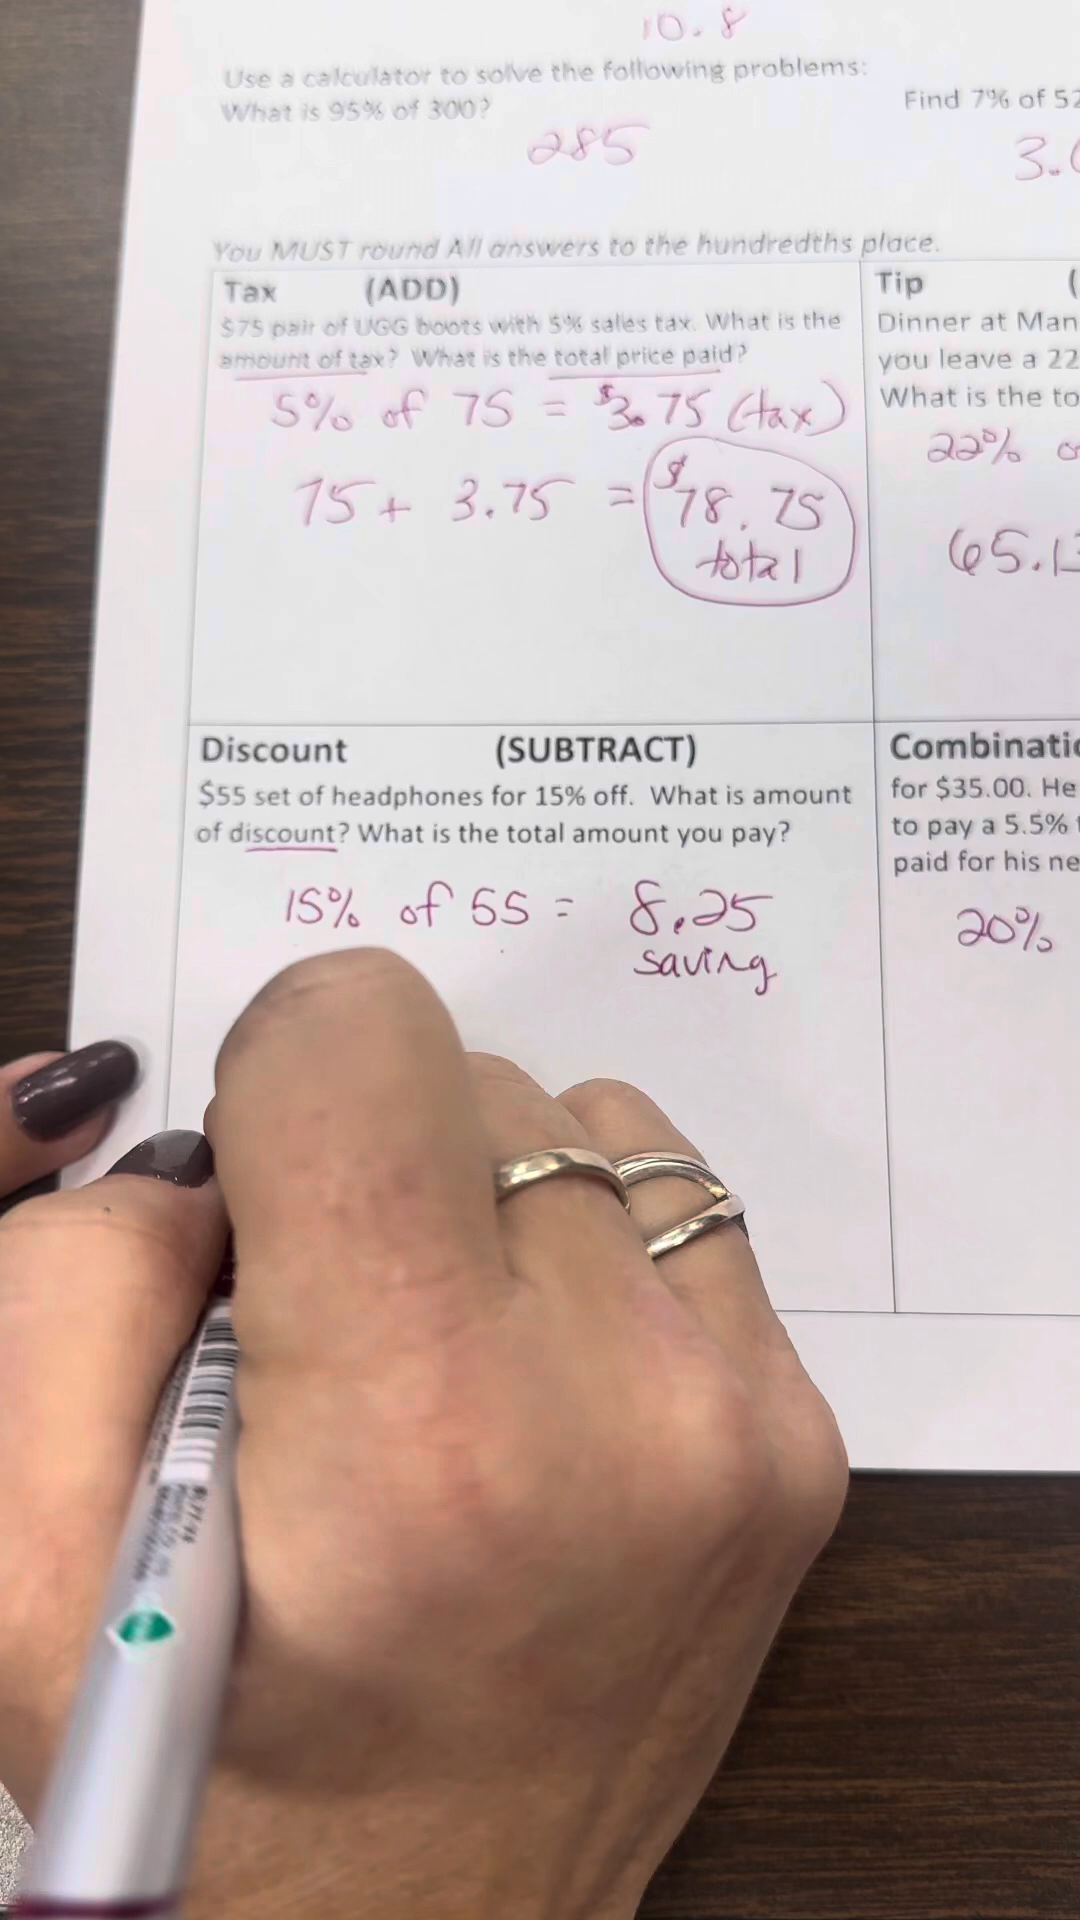 10.8
Use a calculator to solve the following problems:
What is 95% of 300?
Find 7% of 52
285
3.
You MUST round All answers to the hundredths place.
Tax (ADD)
$75 pair of UGG boots with 5% sales tax. What is the
amount of tax? What is the total price paid?
5% of 75 = $3.75 (tax)
75 + 3.75 = $78.75
total
Tip (
Dinner at Man
you leave a 22
What is the to
22% o
65.13
Discount (SUBTRACT)
$55 set of headphones for 15% off. What is amount
of discount? What is the total amount you pay?
15% of 55 = 8.25
saving
Combinatio
for $35.00. He
to pay a 5.5% t
paid for his ne
20%